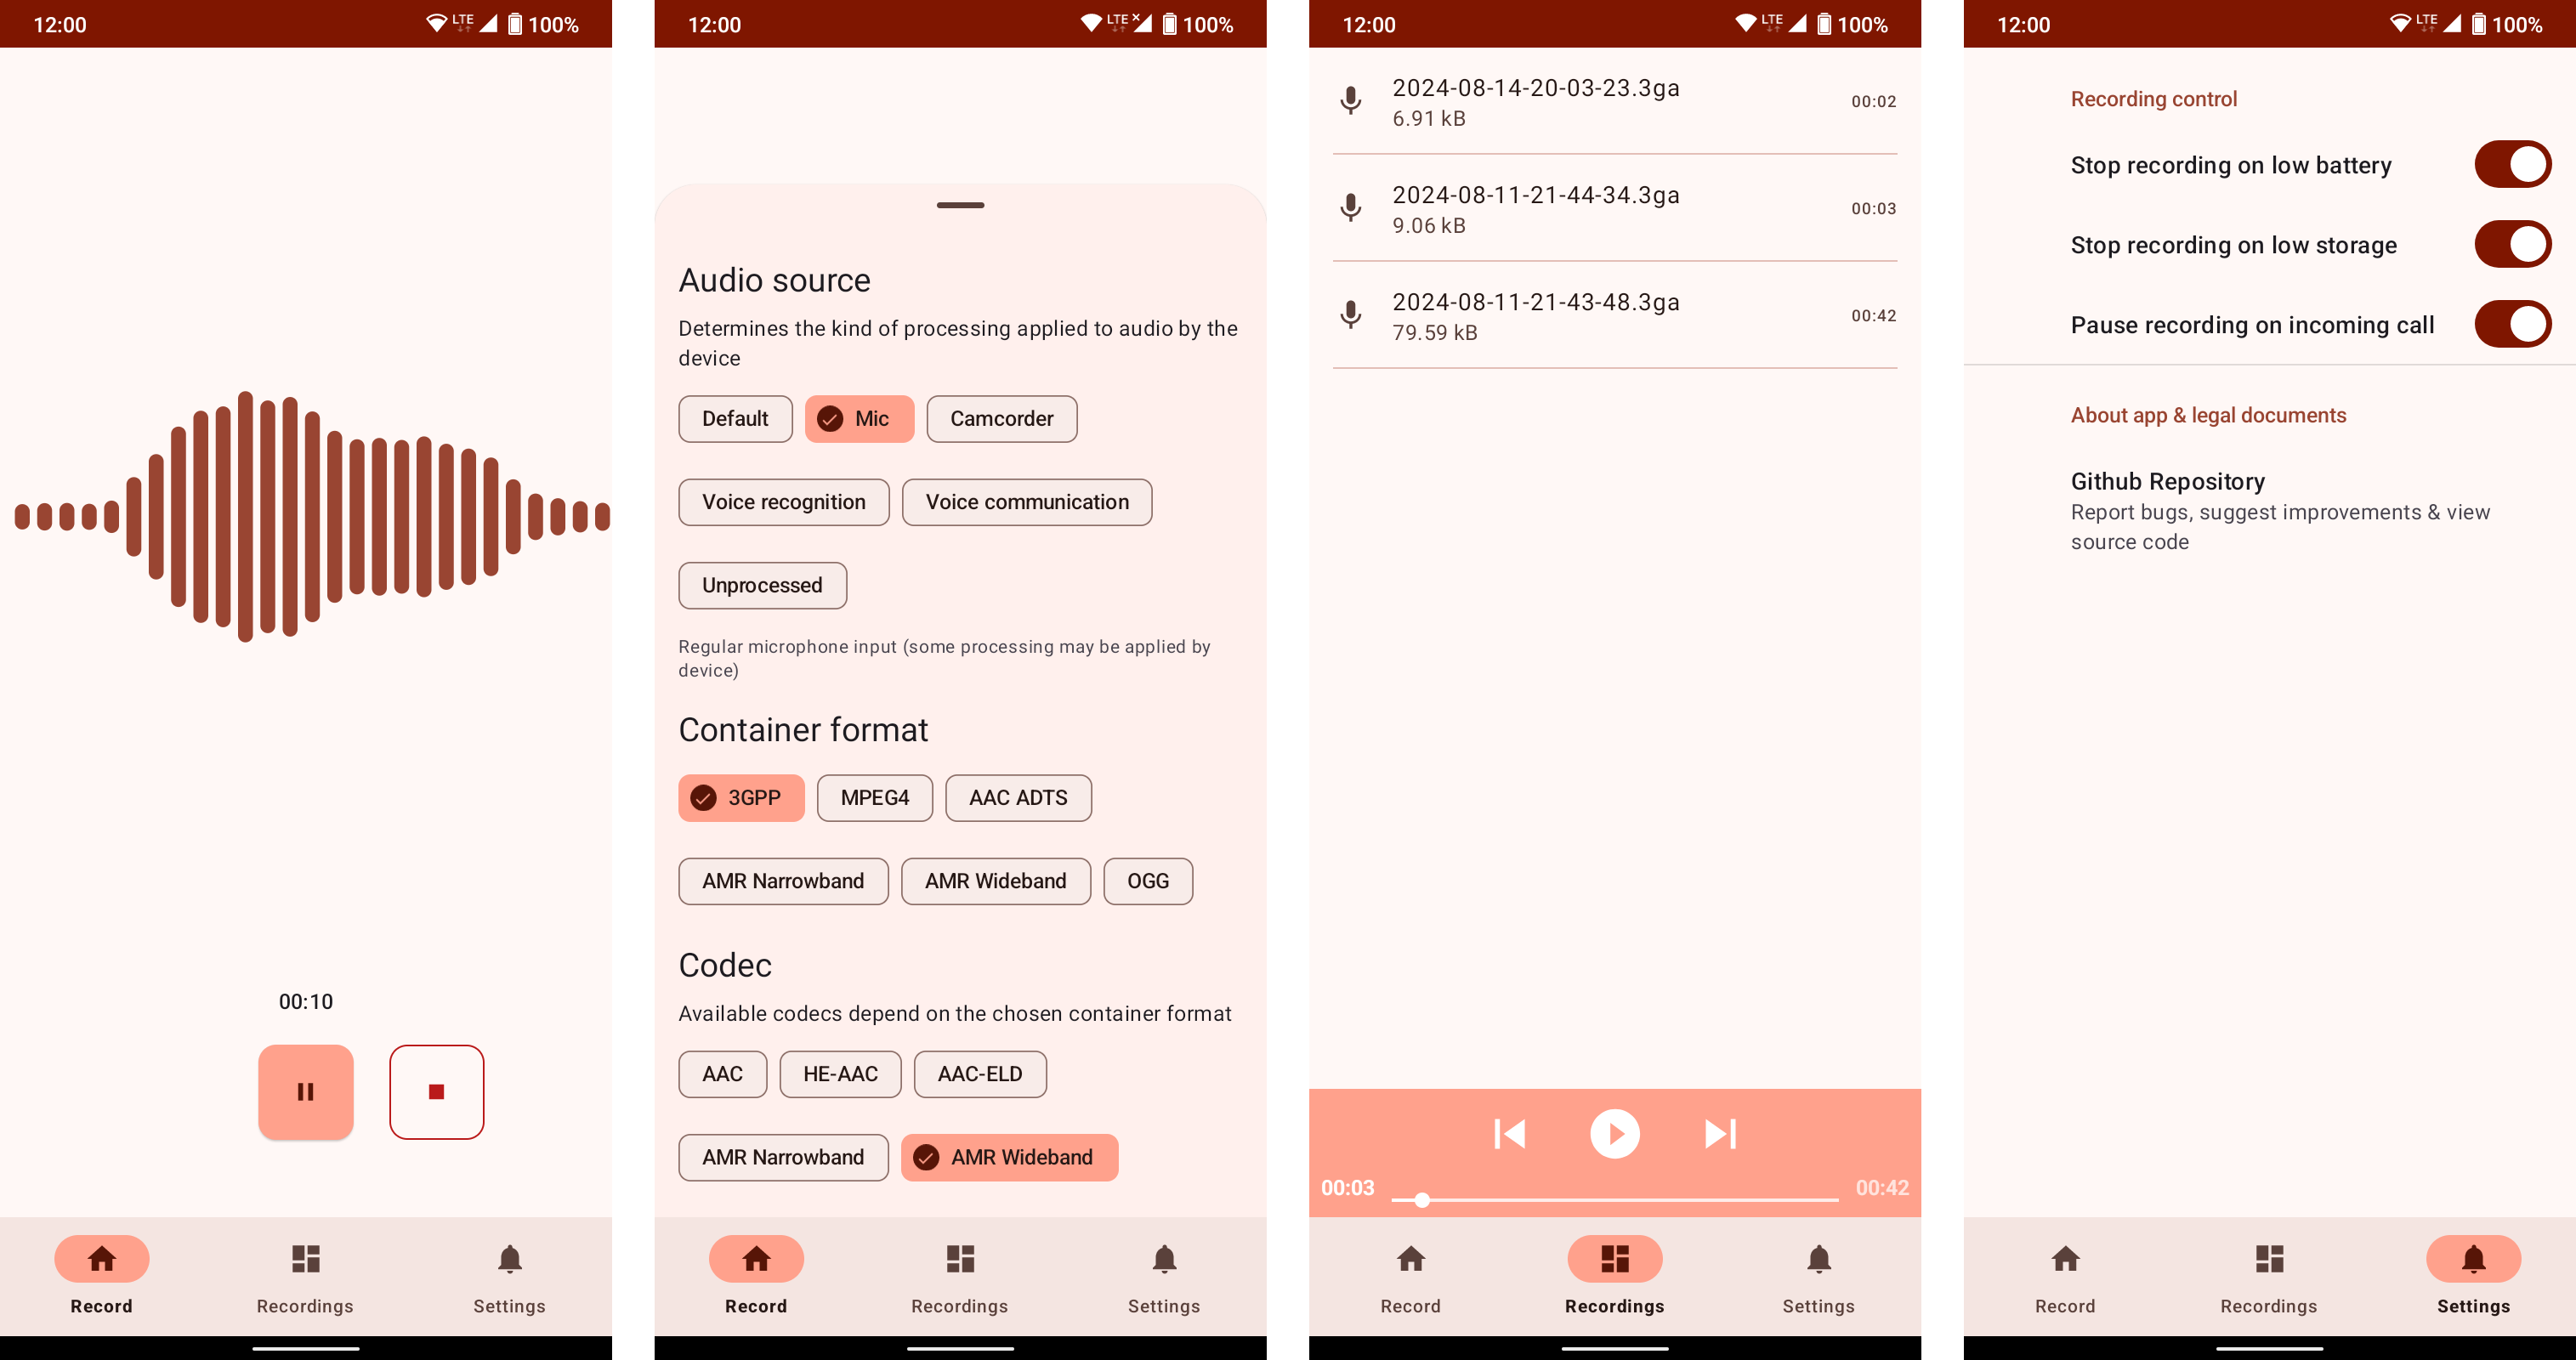 12:00 LTE 100%
00:10
Record Recordings Settings
12:00 LTE 100%
Audio source
Determines the kind of processing applied to audio by the
device
Default Mic Camcorder
Voice recognition Voice communication
Unprocessed
Regular microphone input (some processing may be applied by
device)
Container format
3GPP MPEG4 AAC ADTS
AMR Narrowband AMR Wideband OGG
Codec
Available codecs depend on the chosen container format
AAC HE-AAC AAC-ELD
AMR Narrowband AMR Wideband
Record Recordings Settings
12:00 LTE 100%
2024-08-14-20-03-23.3ga 00:02
6.91 kB
2024-08-11-21-44-34.3ga 00:03
9.06 kB
2024-08-11-21-43-48.3ga 00:42
79.59 kB
00:03 00:42
Record Recordings Settings
12:00 LTE 100%
Recording control
Stop recording on low battery
Stop recording on low storage
Pause recording on incoming call
About app & legal documents
Github Repository
Report bugs, suggest improvements & view
source code
Record Recordings Settings